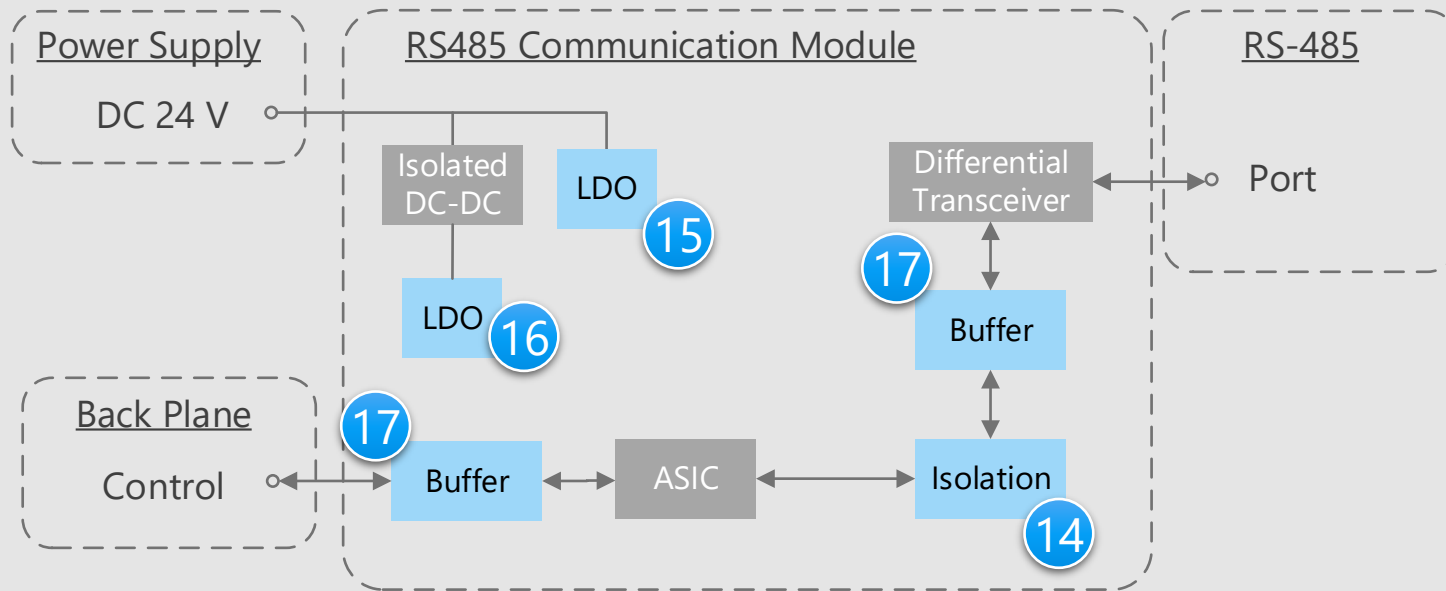 Power Supply
DC 24 V
RS485 Communication Module
RS-485
Port
Isolated
DC-DC
LDO
15
LDO
16
Differential
Transceiver
17
Buffer
Back Plane
Control
17
Buffer
ASIC
Isolation
14